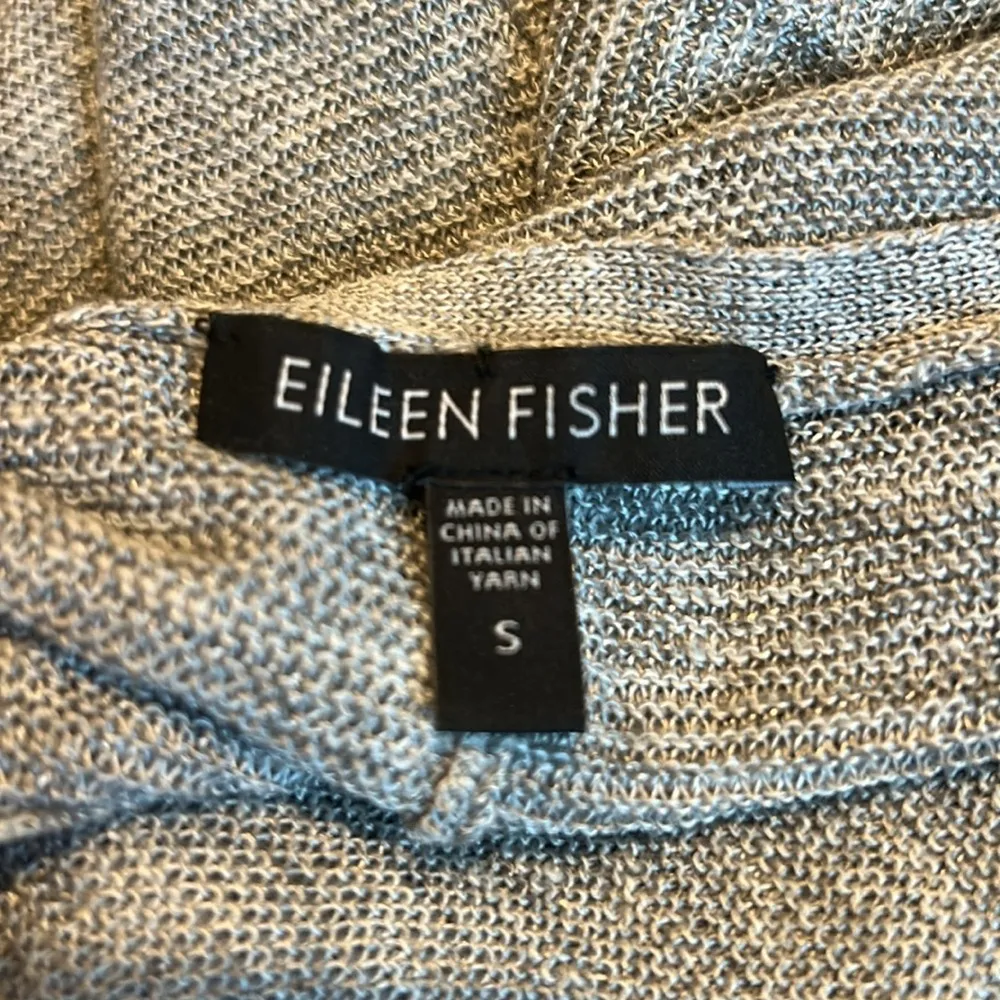 EILEEN FISHER
MADE IN
CHINA OF
ITALIAN
YARN
S